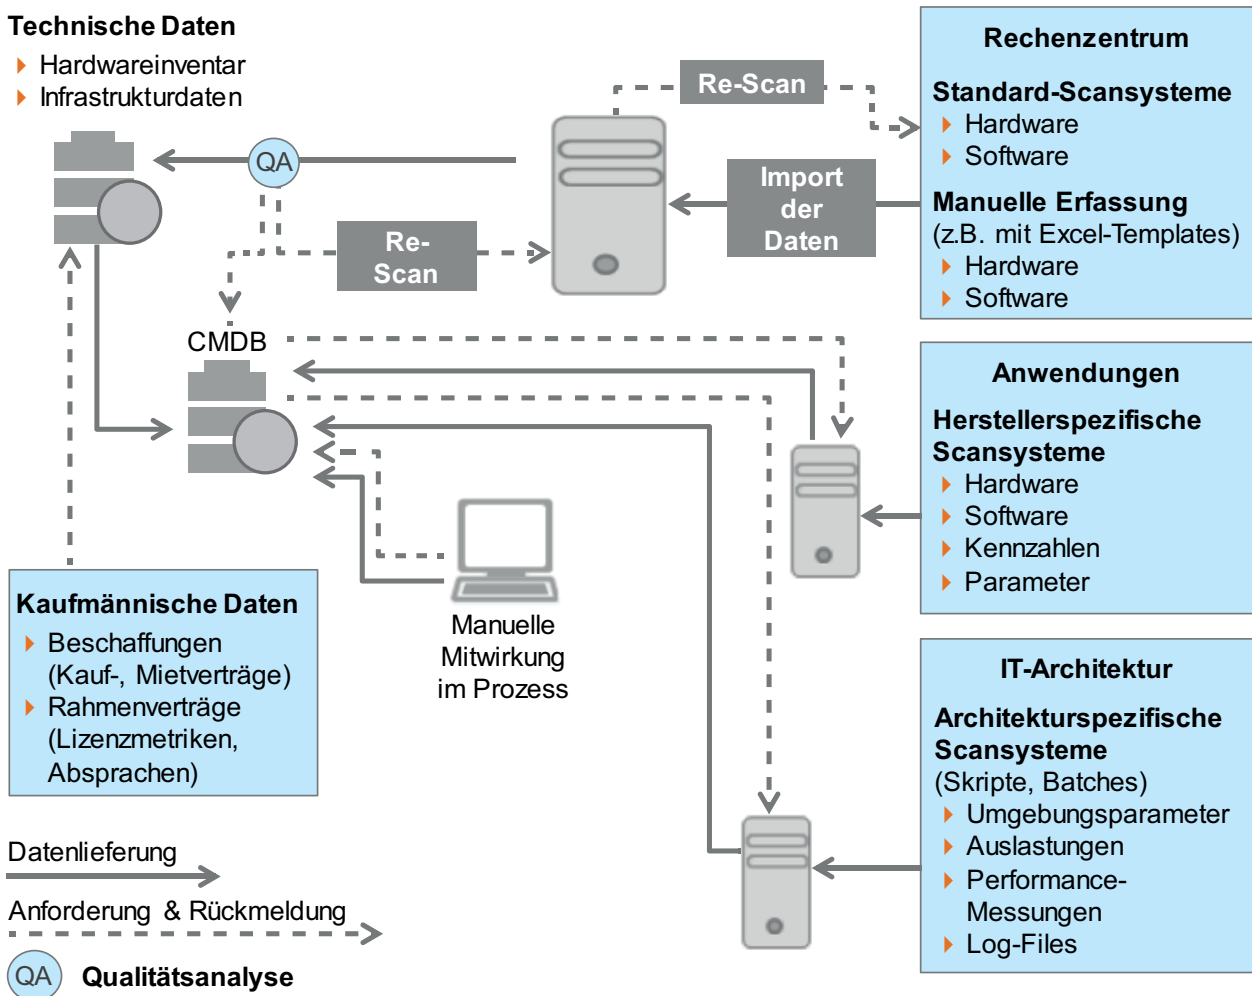 Technische Daten
Hardwareinventar
Infrastrukturdaten
QA
Re-Scan
Import
der
Daten
Re-
Scan
Rechenzentrum
Standard-Scansysteme
Hardware
Software
Manuelle Erfassung
(z.B. mit Excel-Templates)
Hardware
Software
CMDB
Anwendungen
Herstellerspezifische
Scansysteme
Hardware
Software
Kennzahlen
Parameter
Kaufmännische Daten
Beschaffungen
(Kauf-, Mietverträge)
Rahmenverträge
(Lizenzmetriken,
Absprachen)
Manuelle
Mitwirkung
im Prozess
IT-Architektur
Architekturspezifische
Scansysteme
(Skripte, Batches)
Umgebungsparameter
Auslastungen
Performance-
Messungen
Log-Files
Datenlieferung
Anforderung & Rückmeldung
QA Qualitätsanalyse